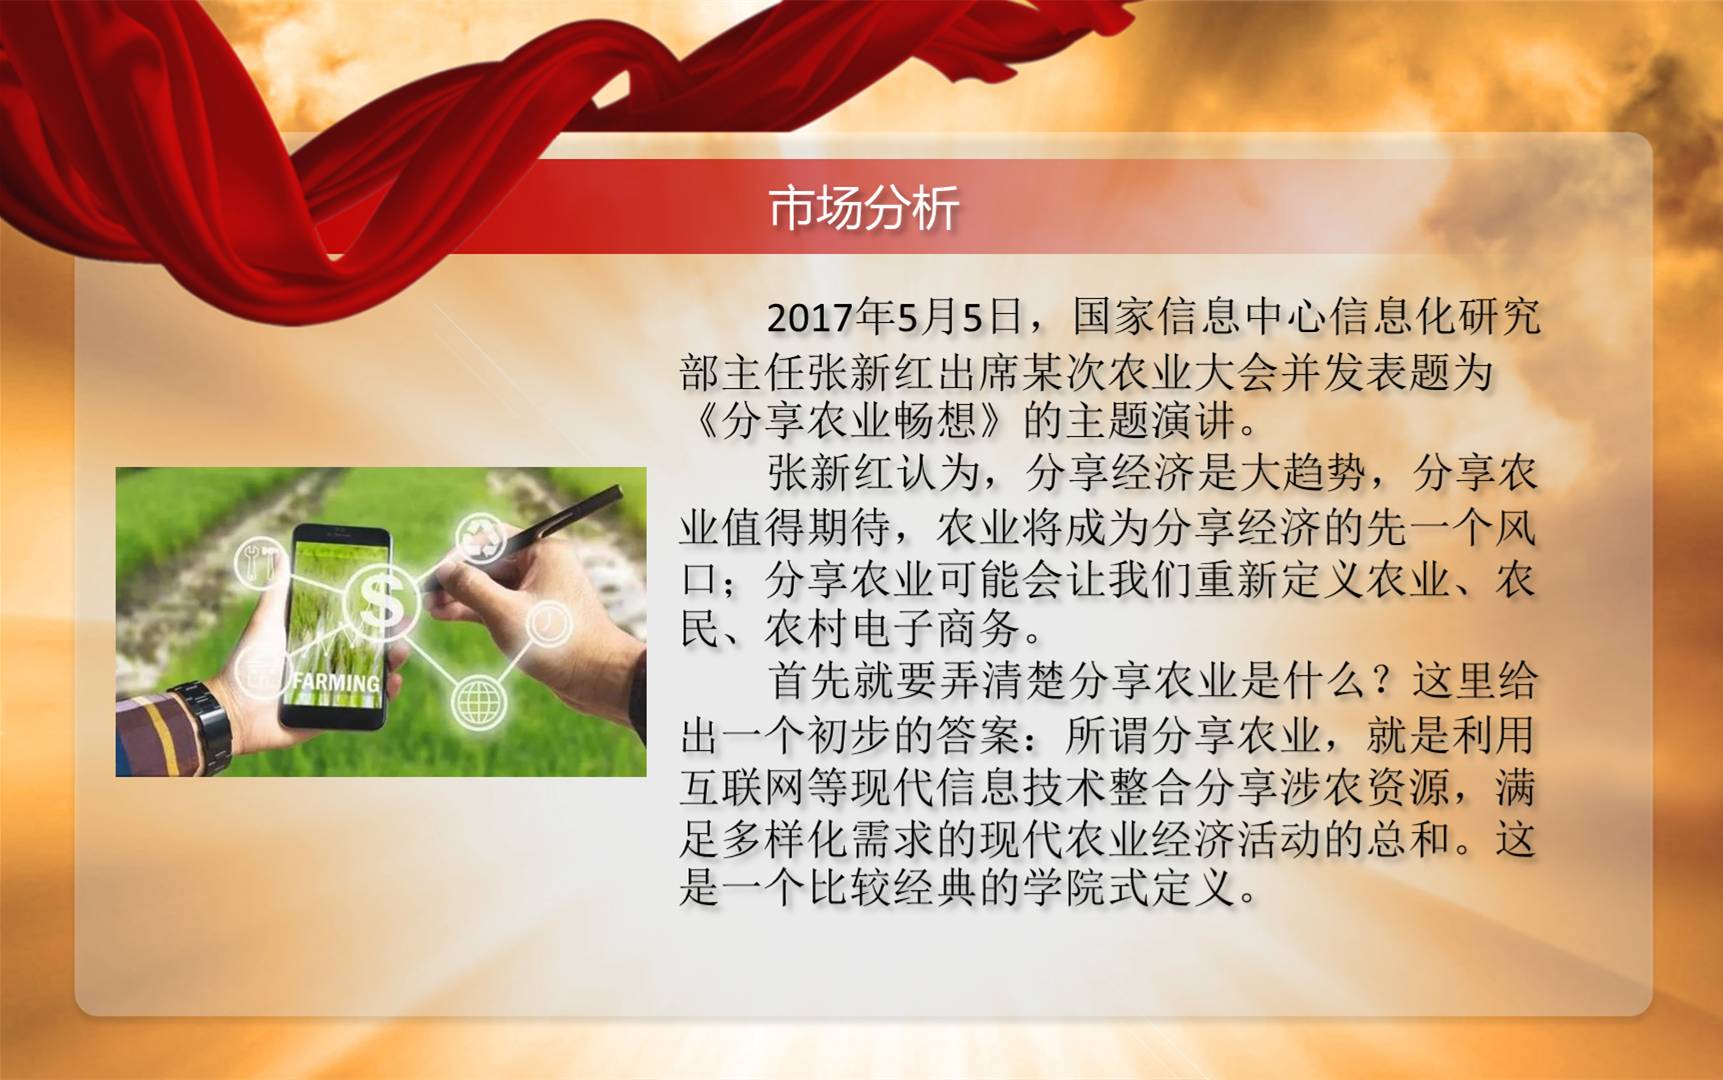 市场分析
2017年5月5日，国家信息中心信息化研究
部主任张新红出席某次农业大会并发表题为
《分享农业畅想》的主题演讲。
张新红认为，分享经济是大趋势，分享农
业值得期待，农业将成为分享经济的先一个风
口；分享农业可能会让我们重新定义农业、农
民、农村电子商务。
首先就要弄清楚分享农业是什么？这里给
出一个初步的答案：所谓分享农业，就是利用
互联网等现代信息技术整合分享涉农资源，满
足多样化需求的现代农业经济活动的总和。这
是一个比较经典的学院式定义。
$
FARMING